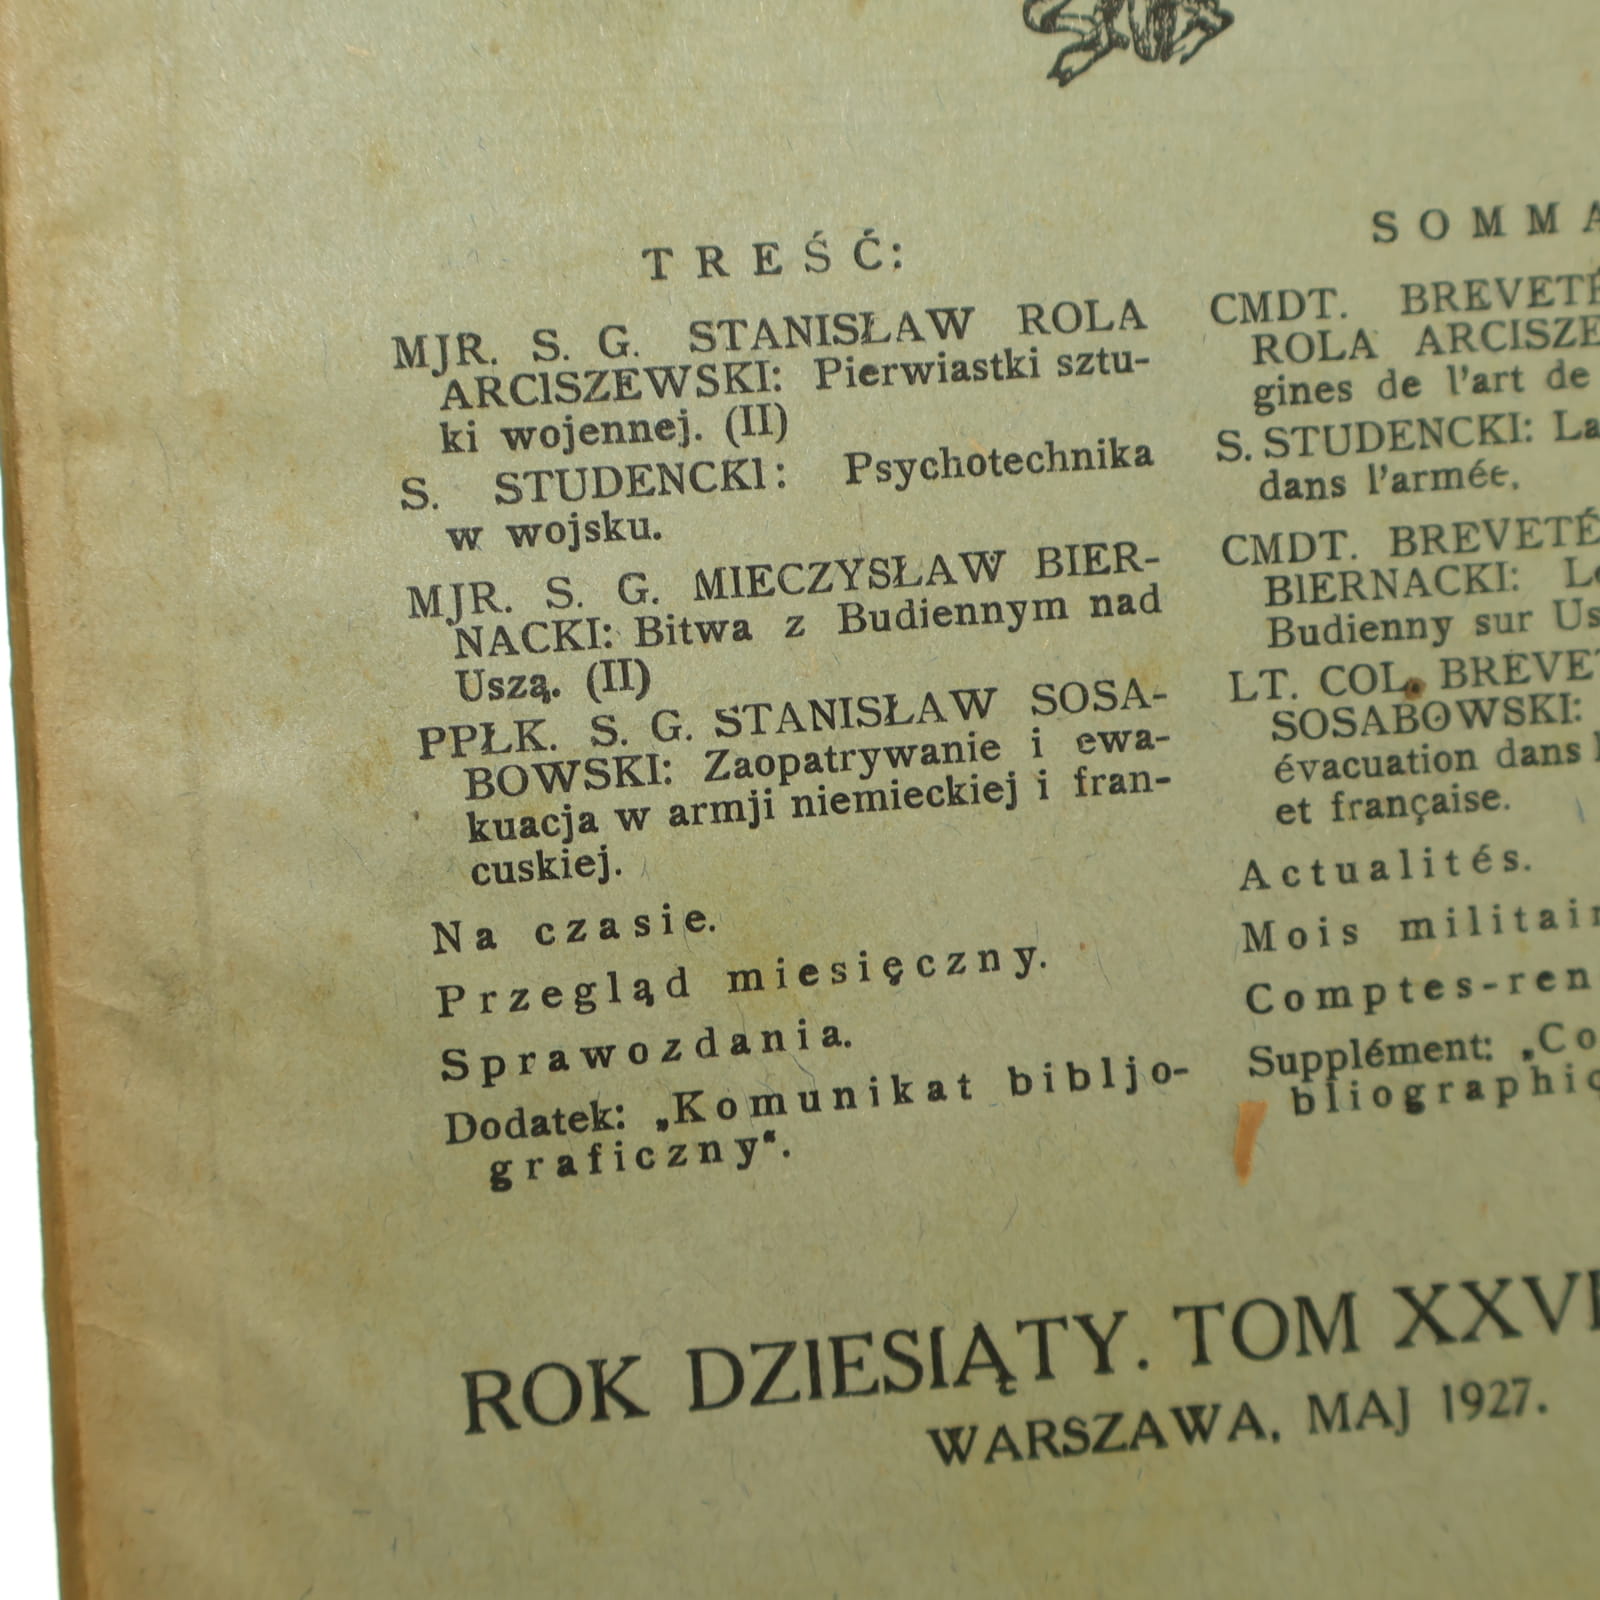 TREŚĆ:
MJR. S. G. STANISŁAW ROLA
ARCISZEWSKI: Pierwiastki sztu-
ki wojennej. (II)
S. STUDENCKI: Psychotechnika
w wojsku.
MJR. S. G. MIECZYSŁAW BIER-
NACKI: Bitwa z Budiennym nad
Uszą. (II)
PPŁK. S. G. STANISŁAW SOSA-
BOWSKI: Zaopatrywanie i ewa-
kuacja w armji niemieckiej i fran-
cuskiej.
Na czasie.
Przegląd miesięczny.
Sprawozdania.
Dodatek: „Komunikat bibljo-
graficzny“.
SOMMA
CMDT. BREVETÉ
ROLA ARCISZE
gines de l'art de
S. STUDENCKI: La
dans l'armée.
CMDT. BREVETÉ
BIERNACKI:
Budienny sur Us
LT. COL. BREVET
SOSABOWSKI:
évacuation dans
et française.
Actualités.
Mois militair
Comptes-ren
Supplément: „Co
bliographiq
ROK DZIESIĄTY. TOM XXVI
WARSZAWA, MAJ 1927.